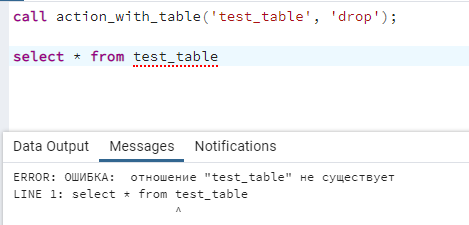 call action_with_table('test_table', 'drop');
select * from test_table
Data Output Messages Notifications
ERROR: ОШИБКА: отношение "test_table" не существует
LINE 1: select * from test_table
^